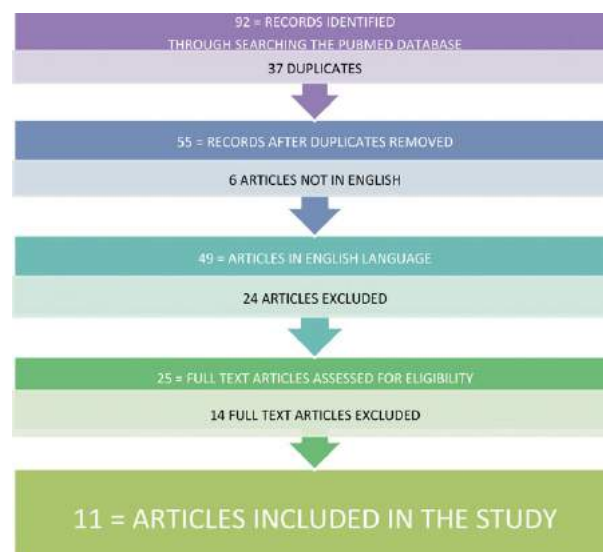 92 = RECORDS IDENTIFIED
THROUGH SEARCHING THE PUBMED DATABASE
37 DUPLICATES
55 = RECORDS AFTER DUPLICATES REMOVED
6 ARTICLES NOT IN ENGLISH
49 = ARTICLES IN ENGLISH LANGUAGE
24 ARTICLES EXCLUDED
25 = FULL TEXT ARTICLES ASSESSED FOR ELIGIBILITY
14 FULL TEXT ARTICLES EXCLUDED
11 = ARTICLES INCLUDED IN THE STUDY